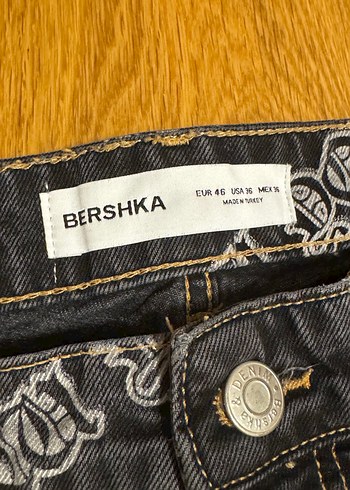 BERSHKA
EUR 46 USA 36 MEX 36
MADE IN TURKEY
Bershka & DENIM